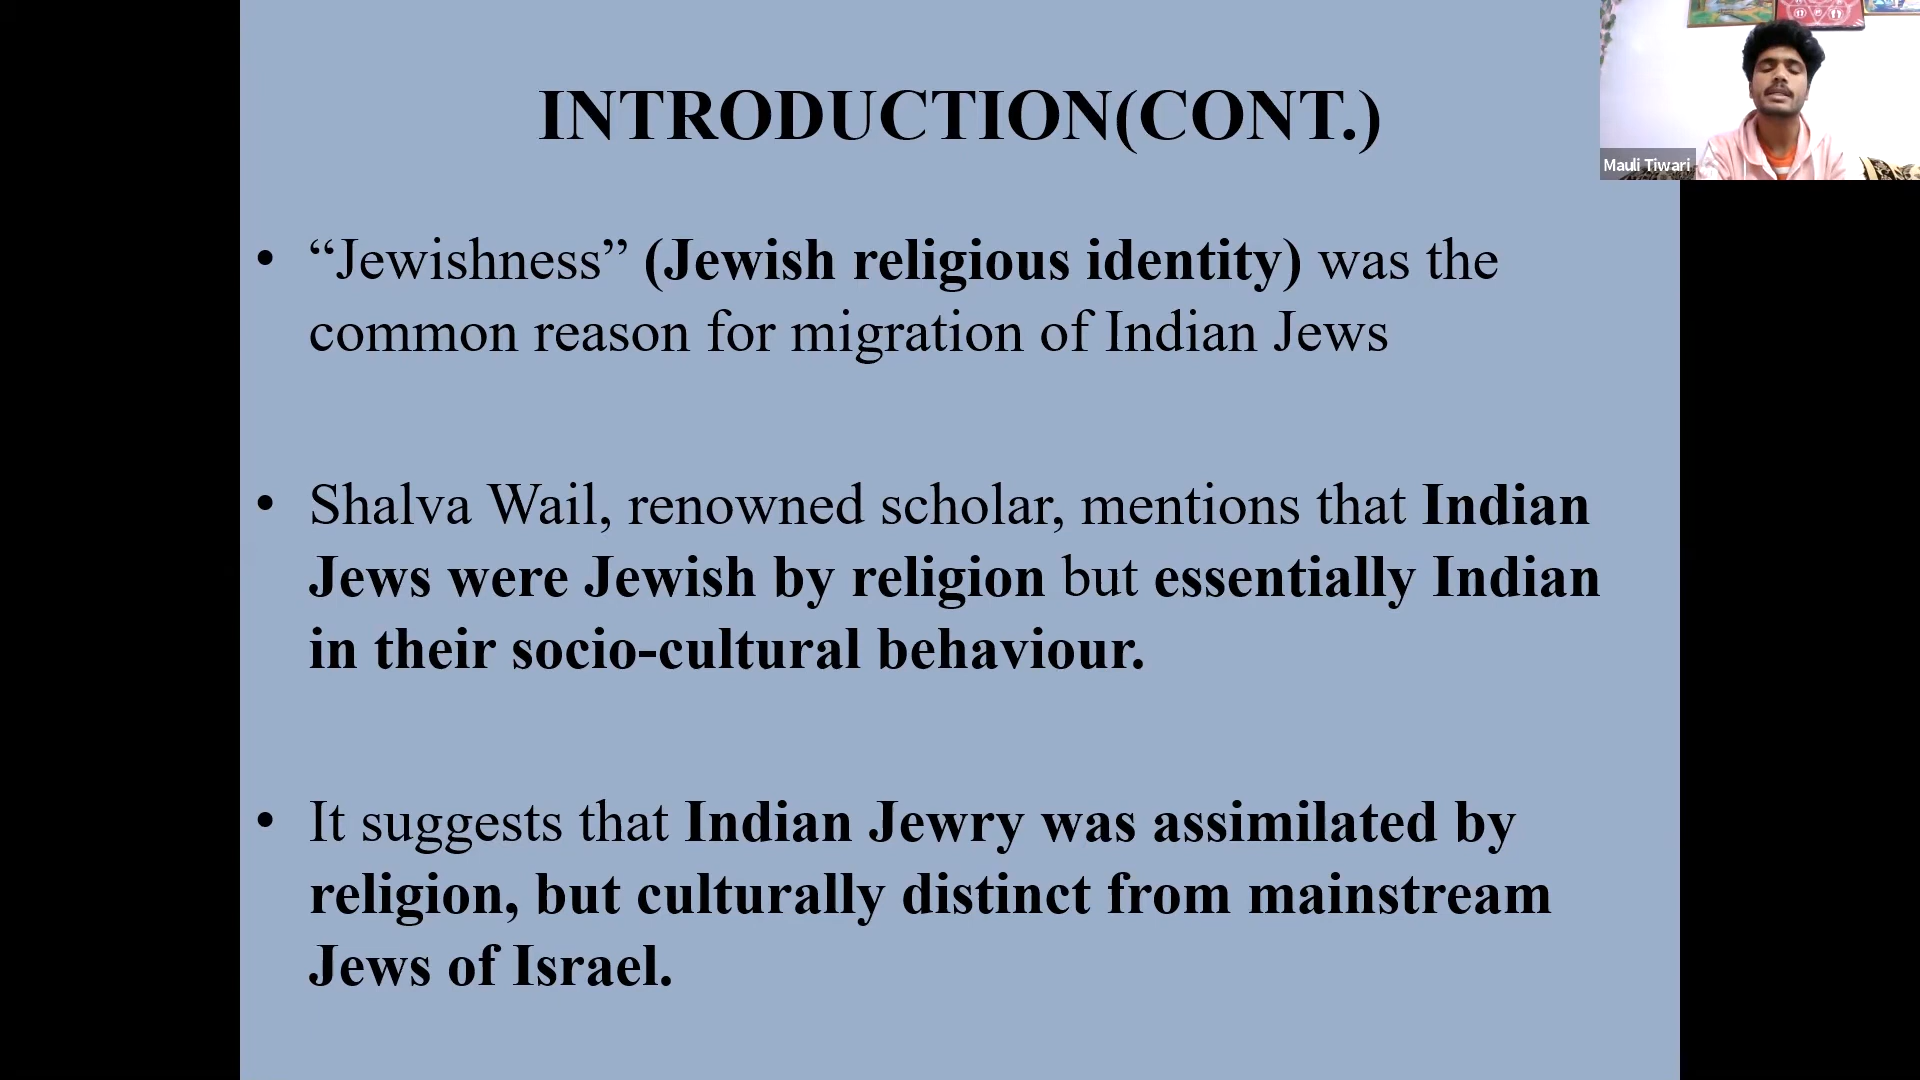 INTRODUCTION(CONT.)
Mauli Tiwari
• “Jewishness” (Jewish religious identity) was the
common reason for migration of Indian Jews
• Shalva Wail, renowned scholar, mentions that Indian
Jews were Jewish by religion but essentially Indian
in their socio-cultural behaviour.
• It suggests that Indian Jewry was assimilated by
religion, but culturally distinct from mainstream
Jews of Israel.